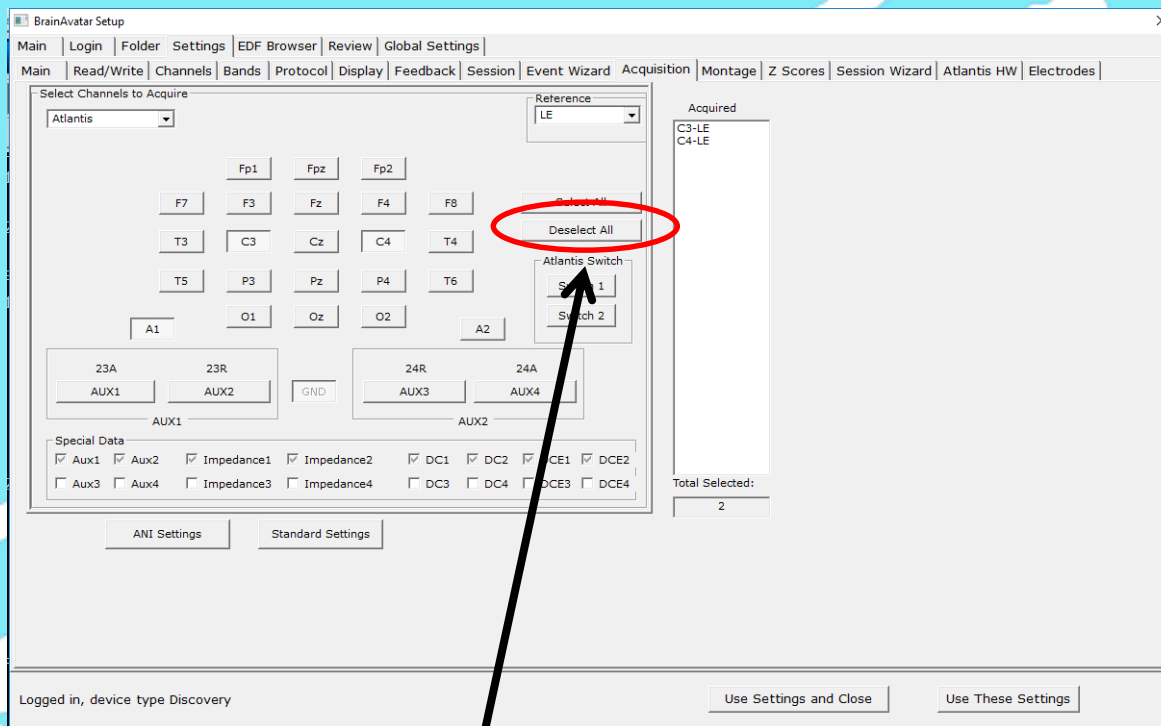 BrainAvatar Setup
Main Login Folder Settings EDF Browser Review Global Settings
Main Read/Write Channels Bands Protocol Display Feedback Session Event Wizard Acquisition Montage Z Scores Session Wizard Atlantis HW Electrodes
Select Channels to Acquire
Atlantis
Reference
LE
Acquired
C3-LE
C4-LE
Fp1 Fpz Fp2
F7 F3 Fz F4 F8
Select All
Deselect All
T3 C3 Cz C4 T4
Atlantis Switch
T5 P3 Pz P4 T6
Switch 1
Switch 2
A1 O1 Oz O2 A2
23A 23R 24R 24A
AUX1 AUX2 GND AUX3 AUX4
AUX1 AUX2
Special Data
Aux1 Aux2 Impedance1 Impedance2 DC1 DC2 DCE1 DCE2
Aux3 Aux4 Impedance3 Impedance4 DC3 DC4 DCE3 DCE4
Total Selected:
2
ANI Settings Standard Settings
Logged in, device type Discovery
Use Settings and Close Use These Settings